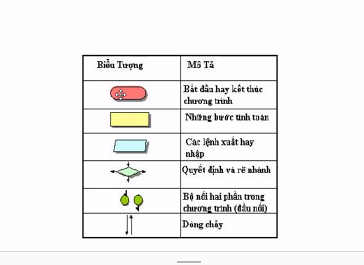 Biểu Tượng
Mô Tả
Bắt đầu hay kết thúc
chương trình
Những bước tính toán
Các lệnh xuất hay
nhập
Quyết định và rẽ nhánh
Bộ nối hai phần trong
chương trình (đầu nối)
Dòng chảy